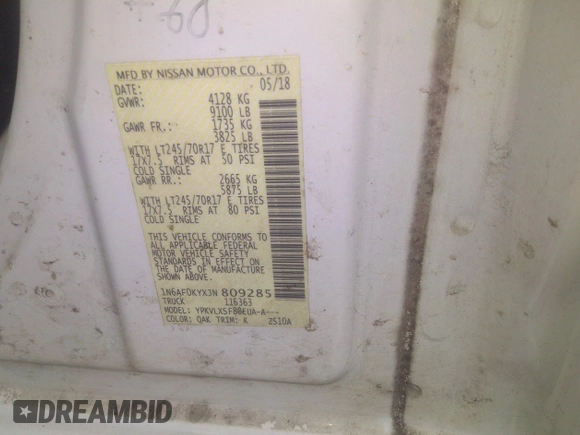 MFD BY NISSAN MOTOR CO., LTD.
DATE: 05/18
GVWR: 4128 KG
9100 LB
GAWR FR.: 1735 KG
3825 LB
WITH LT245/70R17 E TIRES
17X7.5 RIMS AT 50 PSI
COLD SINGLE
GAWR RR.: 2665 KG
5875 LB
WITH LT245/70R17 E TIRES
17X7.5 RIMS AT 80 PSI
COLD SINGLE
THIS VEHICLE CONFORMS TO
ALL APPLICABLE FEDERAL
MOTOR VEHICLE SAFETY
STANDARDS IN EFFECT ON
THE DATE OF MANUFACTURE
SHOWN ABOVE.
1N6AF0KYXJN809285
TRUCK 116363
MODEL: YPKVLXSF80EUA-A---
COLOR: QAK TRIM: K 2S10A
DREAMBID